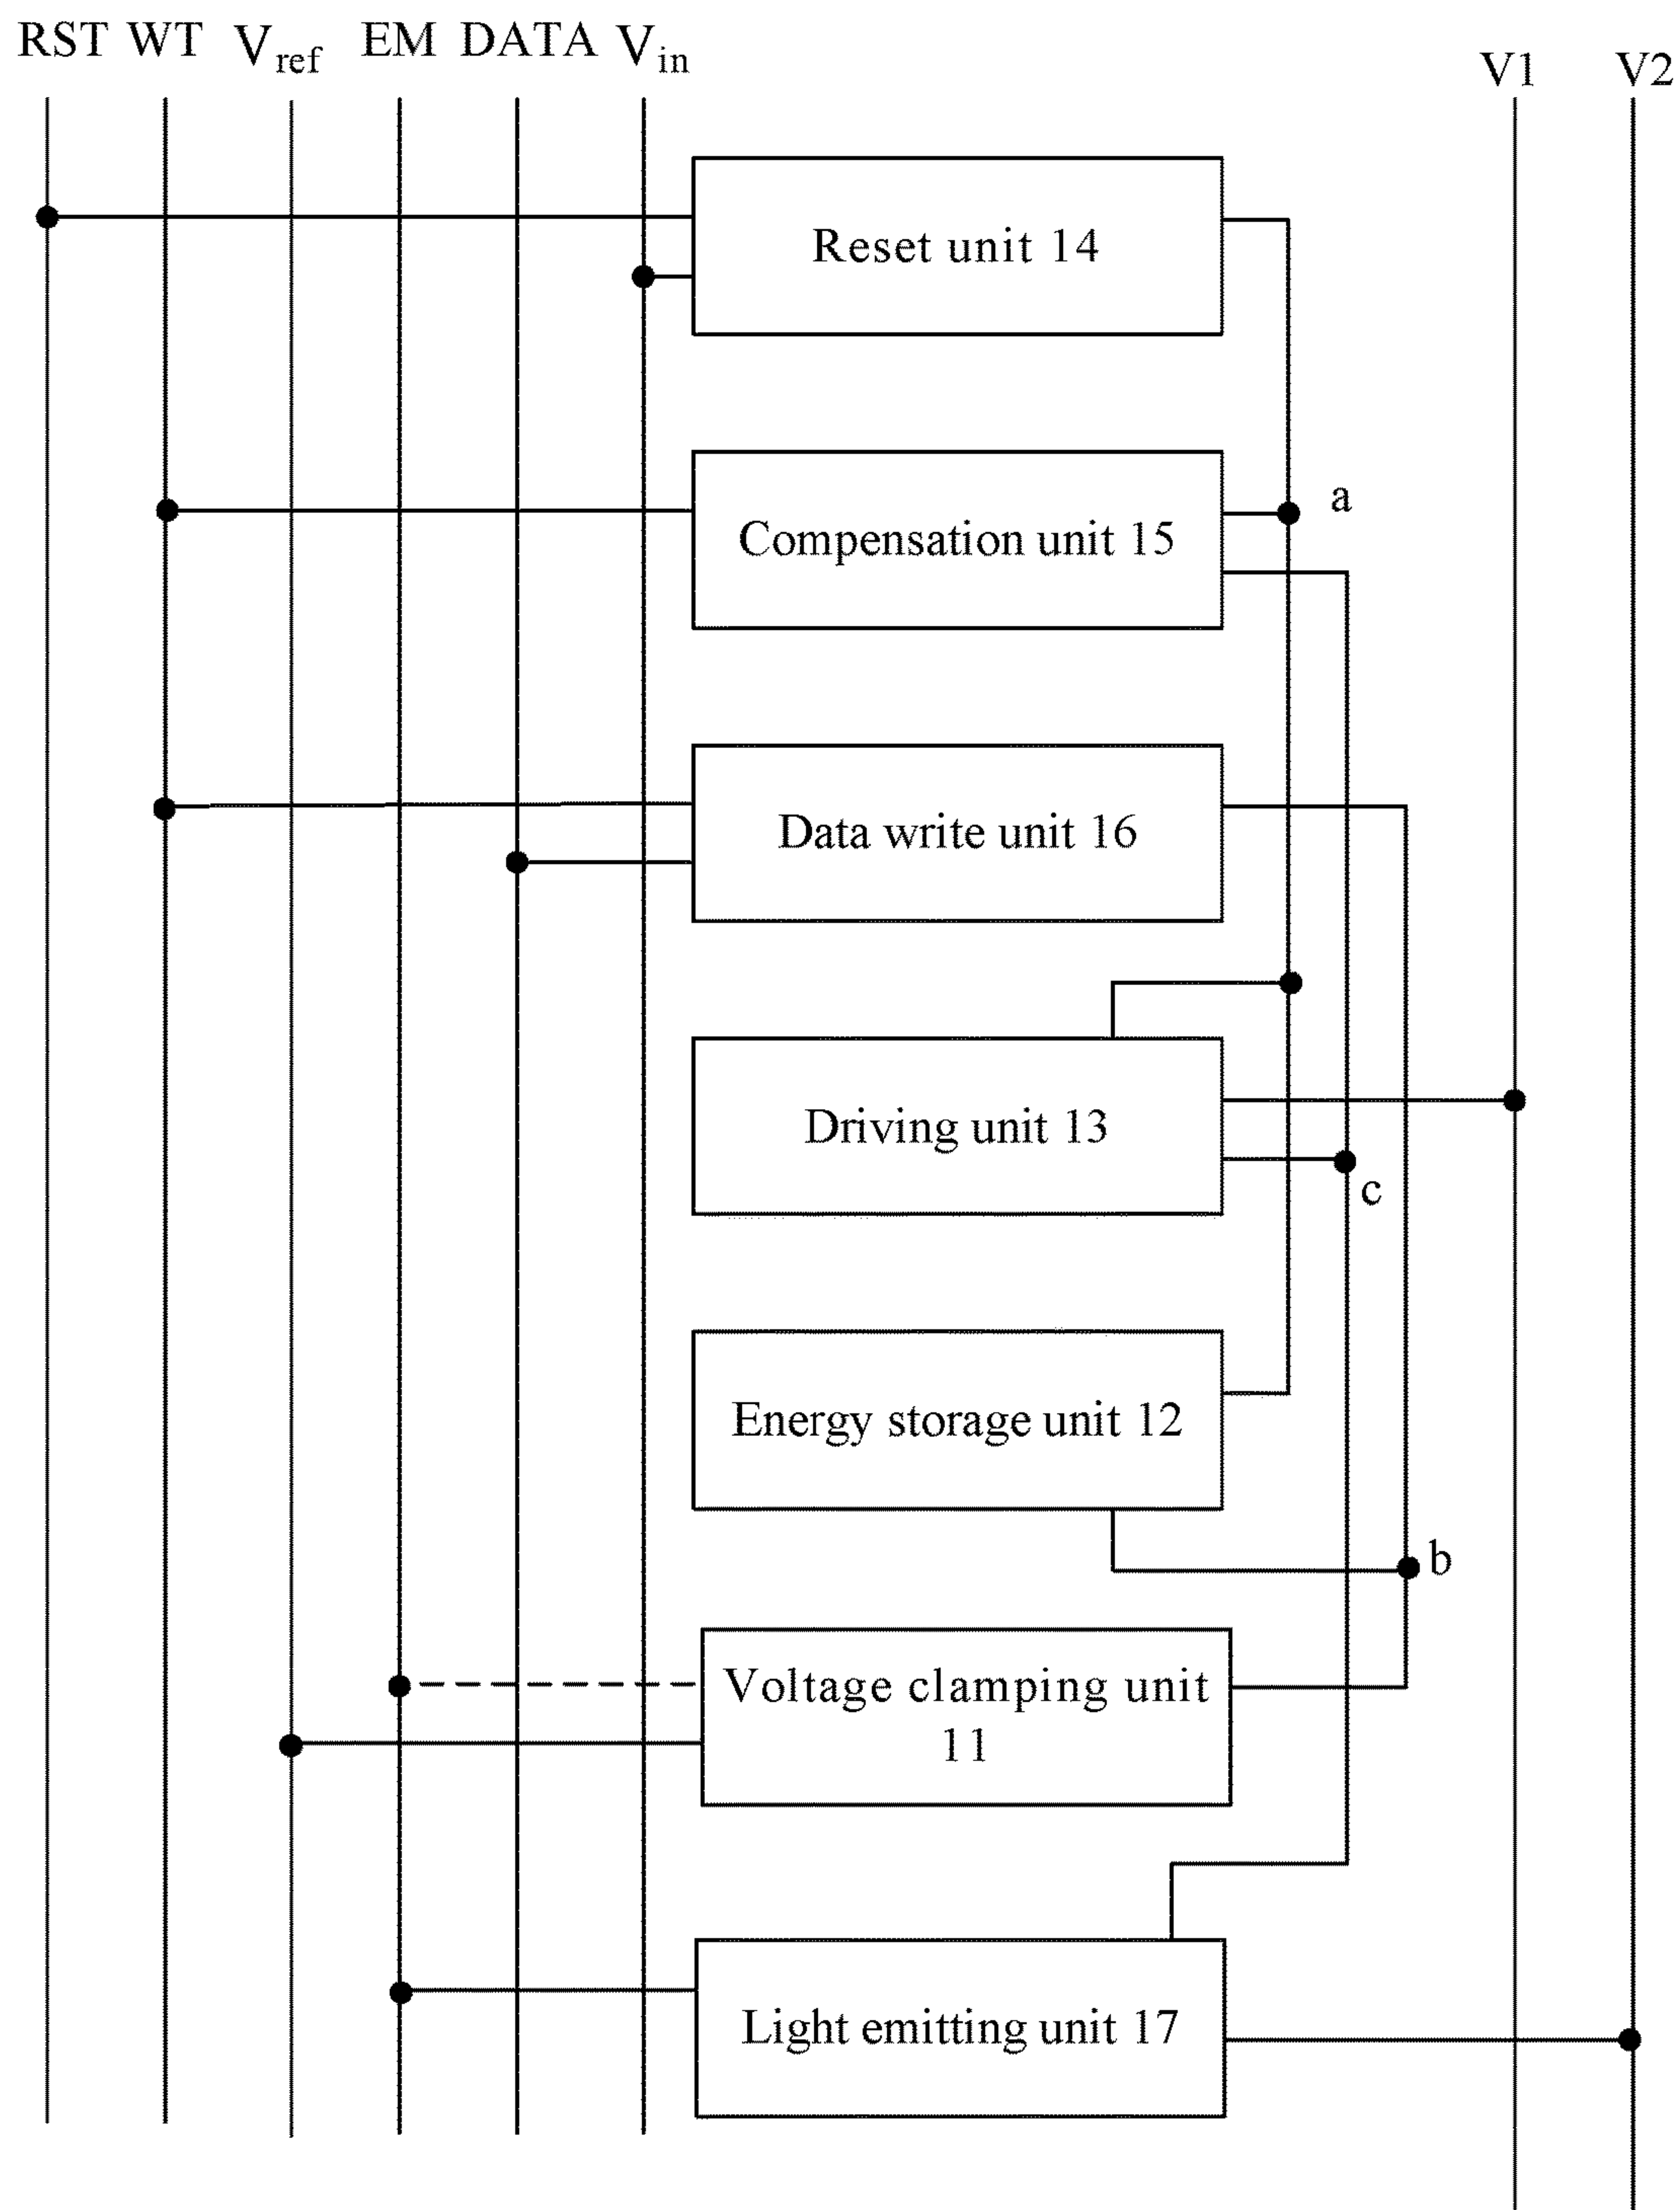 RST WT Vref EM DATA Vin V1 V2
Reset unit 14
a
Compensation unit 15
Data write unit 16
Driving unit 13
c
Energy storage unit 12
b
Voltage clamping unit
11
Light emitting unit 17